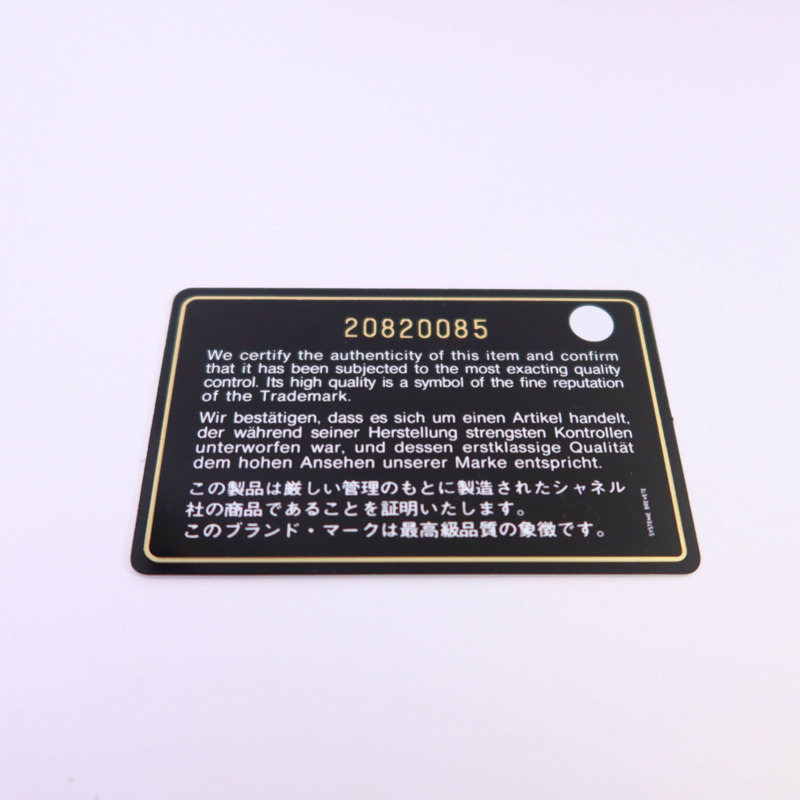 20820085
We certify the authenticity of this item and confirm
that it has been subjected to the most exacting quality
control. Its high quality is a symbol of the fine reputation
of the Trademark.
Wir bestätigen, dass es sich um einen Artikel handelt,
der während seiner Herstellung strengsten Kontrollen
unterworfen war, und dessen erstklassige Qualität
dem hohen Ansehen unserer Marke entspricht.
この製品は厳しい管理のもとに製造されたシャネル
社の商品であることを証明いたします。
このブランド・マークは最高級品質の象徴です。
SYSTEME BREVETE